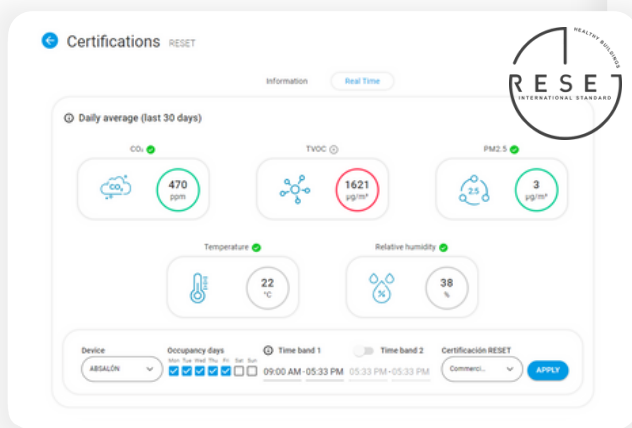 Certifications RESET
HEALTHY BUILDINGS
RESET
INTERNATIONAL STANDARD
Information Real Time
Daily average (last 30 days)
CO₂ TVOC PM2.5
CO₂ 470 ppm 1621 µg/m³ 2.5 3 µg/m³
Temperature Relative humidity
22 °C % 38 %
Device Occupancy days Time band 1 Time band 2 Certificación RESET
Mon Tue Wed Thu Fri Sat Sun
ABSALÓN 09:00 AM-05:33 PM 05:33 PM-05:33 PM Commerci... APPLY